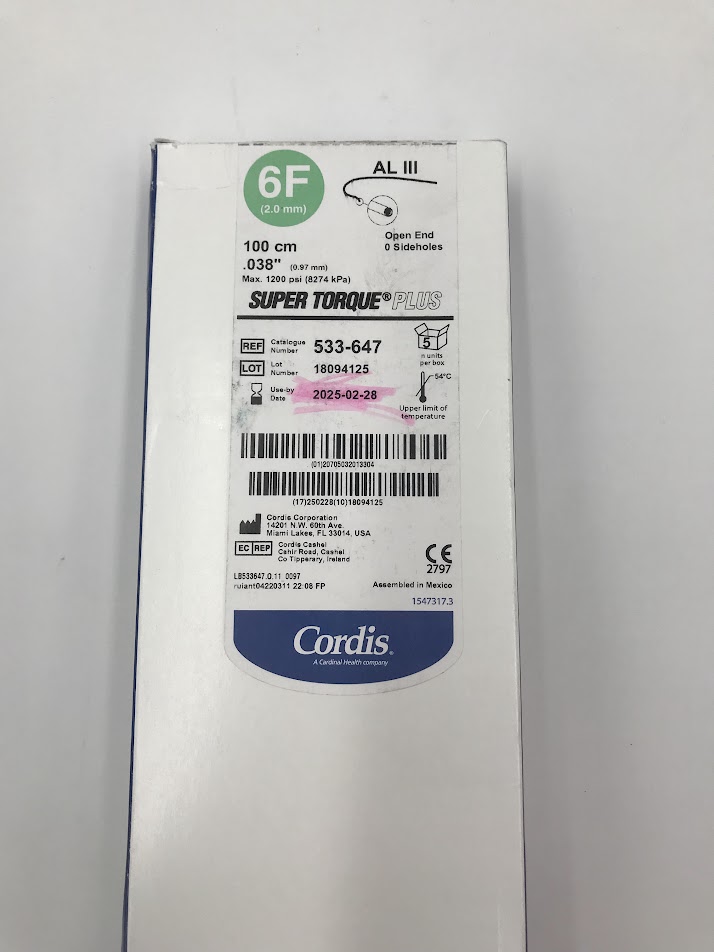 6F
(2.0 mm)
AL III
Open End
0 Sideholes
100 cm
.038" (0.97 mm)
Max. 1200 psi (8274 kPa)
SUPER TORQUE® PLUS
REF Catalogue Number 533-647
5
n units
per box
LOT Lot Number 18094125
Use-by Date 2025-02-28
54°C
Upper limit of
temperature
(01)20705032013304
(17)250228(10)18094125
Cordis Corporation
14201 N.W. 60th Ave.
Miami Lakes, FL 33014, USA
EC REP Cordis Cashel
Cahir Road, Cashel
Co Tipperary, Ireland
CE
2797
LB533647.0.11 0097
ruiant04220311 22:08 FP
Assembled in Mexico
1547317.3
Cordis®
A Cardinal Health company